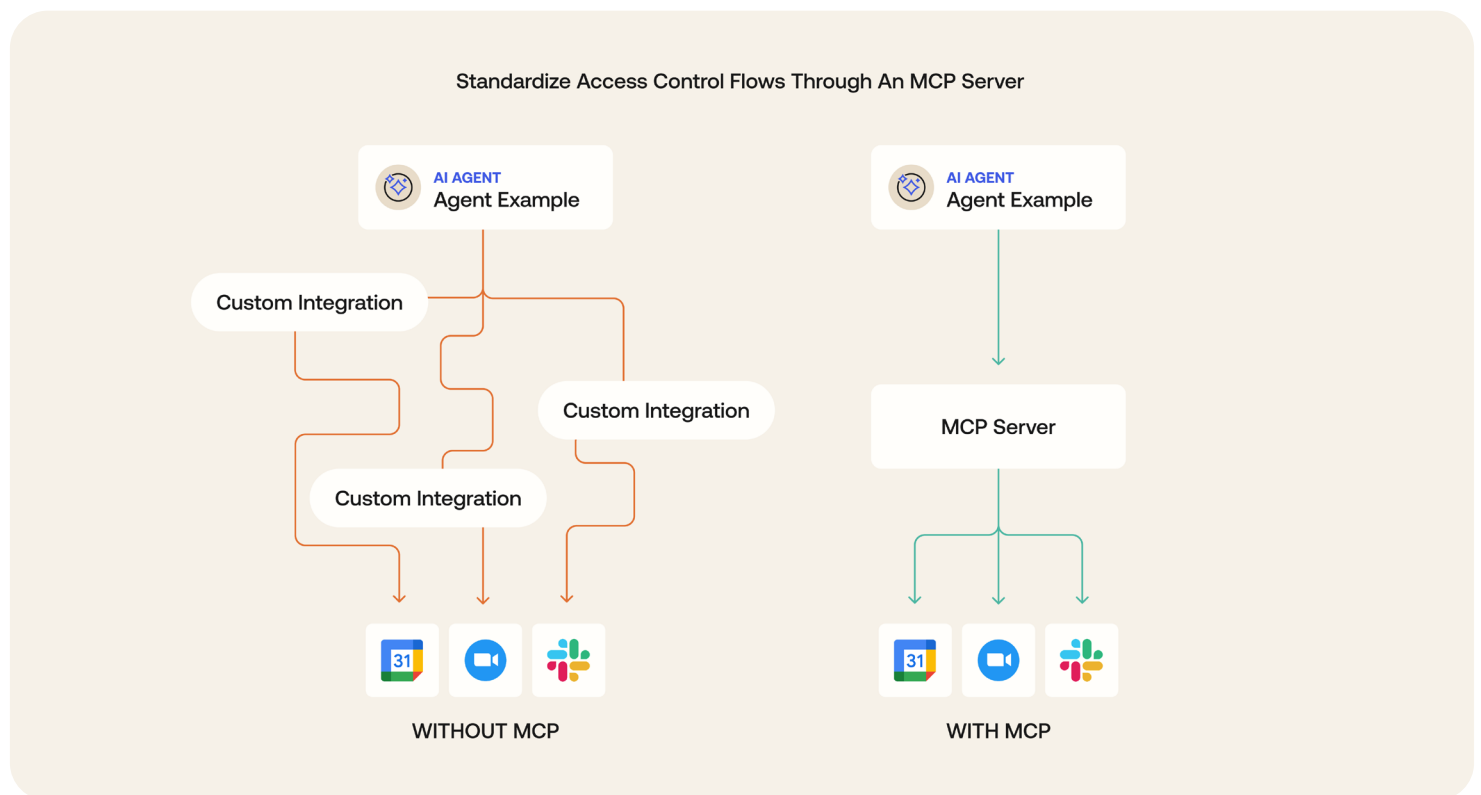 Standardize Access Control Flows Through An MCP Server
AI AGENT
Agent Example
Custom Integration
Custom Integration
Custom Integration
31
WITHOUT MCP
AI AGENT
Agent Example
MCP Server
31
WITH MCP